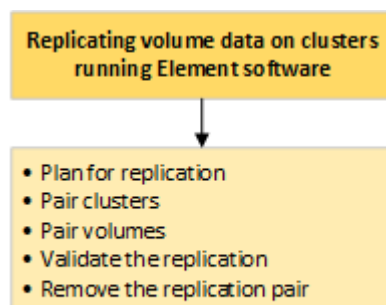 Replicating volume data on clusters
running Element software
• Plan for replication
• Pair clusters
• Pair volumes
• Validate the replication
• Remove the replication pair